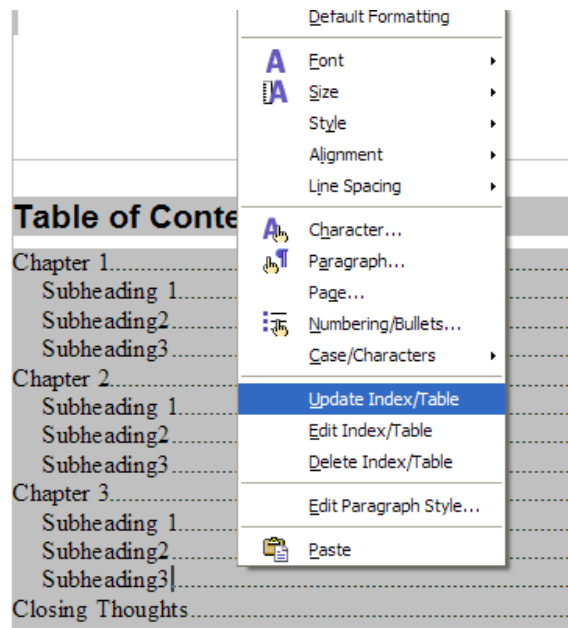 Default Formatting
Font
Size
Style
Alignment
Line Spacing
Character...
Paragraph...
Page...
Numbering/Bullets...
Case/Characters
Update Index/Table
Edit Index/Table
Delete Index/Table
Edit Paragraph Style...
Paste
Table of Conte
Chapter 1
Subheading 1
Subheading2
Subheading3
Chapter 2
Subheading 1
Subheading2
Subheading3
Chapter 3
Subheading 1
Subheading2
Subheading3
Closing Thoughts